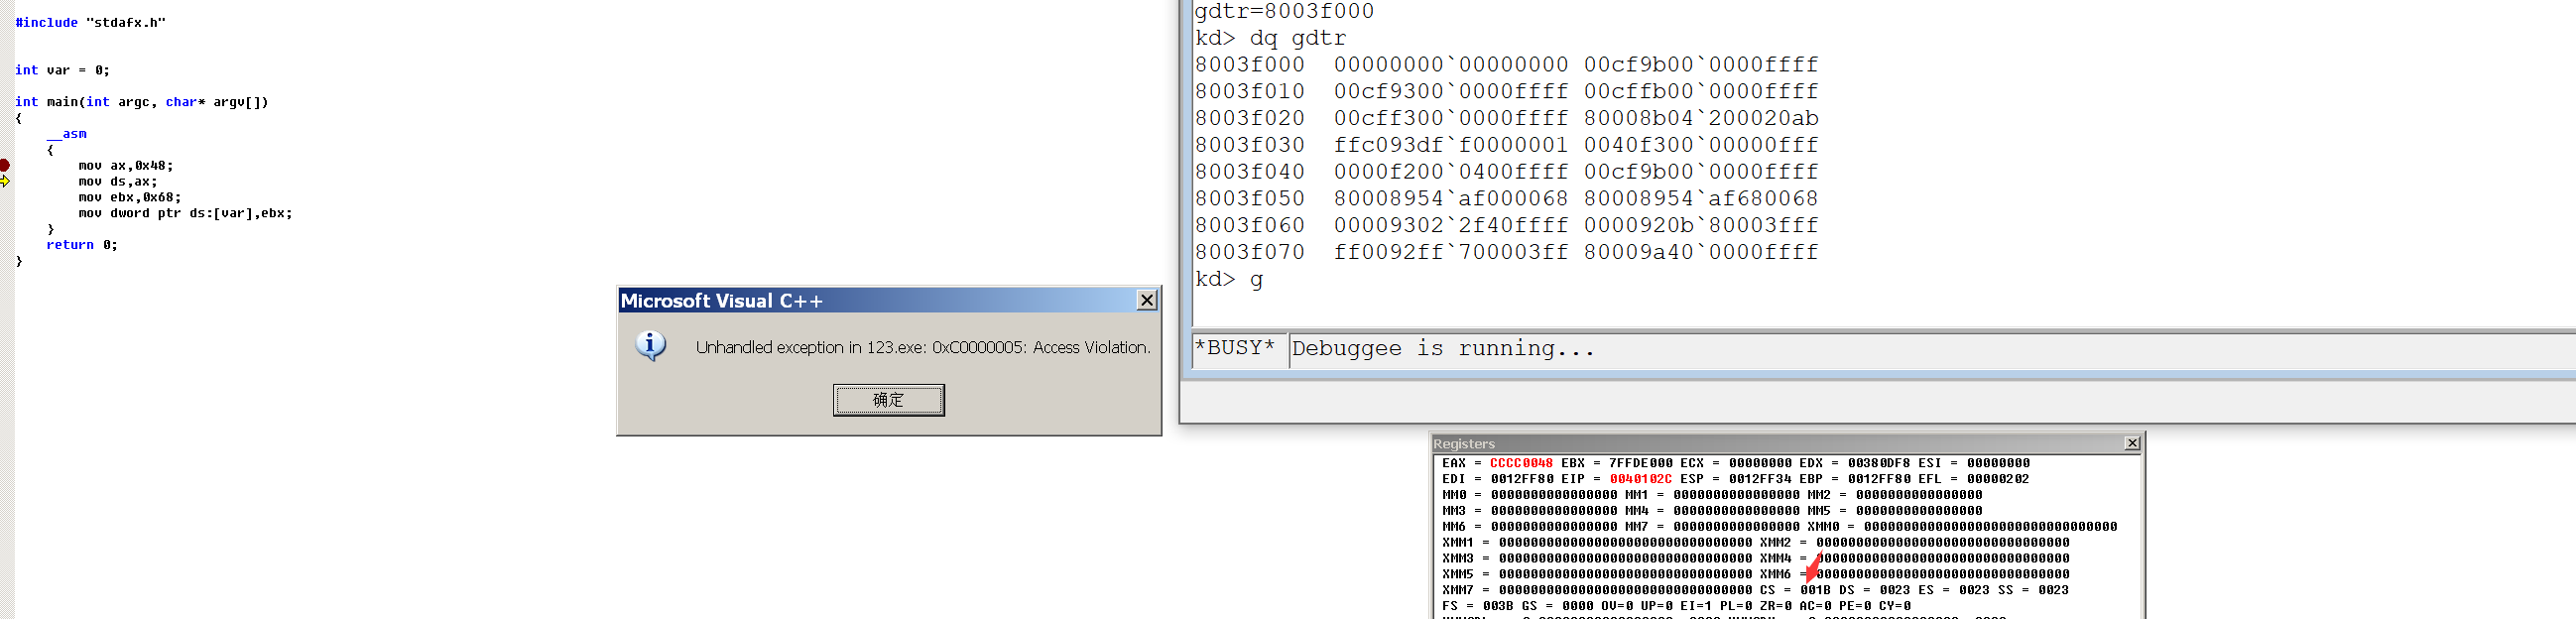 #include "stdafx.h"
int var = 0;
int main(int argc, char* argv[])
{
__asm
{
mov ax,0x48;
mov ds,ax;
mov ebx,0x68;
mov dword ptr ds:[var],ebx;
}
return 0;
}
gdtr=8003f000
kd> dq gdtr
8003f000 00000000`00000000 00cf9b00`0000ffff
8003f010 00cf9300`0000ffff 00cffb00`0000ffff
8003f020 00cff300`0000ffff 80008b04`200020ab
8003f030 ffc093df`f0000001 0040f300`00000fff
8003f040 0000f200`0400ffff 00cf9b00`0000ffff
8003f050 80008954`af000068 80008954`af680068
8003f060 00009302`2f40ffff 0000920b`80003fff
8003f070 ff0092ff`700003ff 80009a40`0000ffff
kd> g
*BUSY* Debuggee is running...
Microsoft Visual C++
Unhandled exception in 123.exe: 0xC0000005: Access Violation.
确定
Registers
EAX = CCCC0048 EBX = 7FFDE000 ECX = 00000000 EDX = 00380DF8 ESI = 00000000
EDI = 0012FF80 EIP = 0040102C ESP = 0012FF34 EBP = 0012FF80 EFL = 00000202
MM0 = 0000000000000000 MM1 = 0000000000000000 MM2 = 0000000000000000
MM3 = 0000000000000000 MM4 = 0000000000000000 MM5 = 0000000000000000
MM6 = 0000000000000000 MM7 = 0000000000000000 XMM0 = 00000000000000000000000000000000
XMM1 = 00000000000000000000000000000000 XMM2 = 00000000000000000000000000000000
XMM3 = 00000000000000000000000000000000 XMM4 = 00000000000000000000000000000000
XMM5 = 00000000000000000000000000000000 XMM6 = 00000000000000000000000000000000
XMM7 = 00000000000000000000000000000000 CS = 001B DS = 0023 ES = 0023 SS = 0023
FS = 003B GS = 0000 OV=0 UP=0 EI=1 PL=0 ZR=0 AC=0 PE=0 CY=0